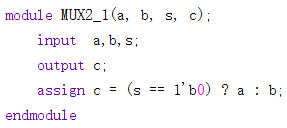 module MUX2_1(a, b, s, c);
    input  a,b,s;
    output c;
    assign c = (s == 1'b0) ? a : b;
endmodule